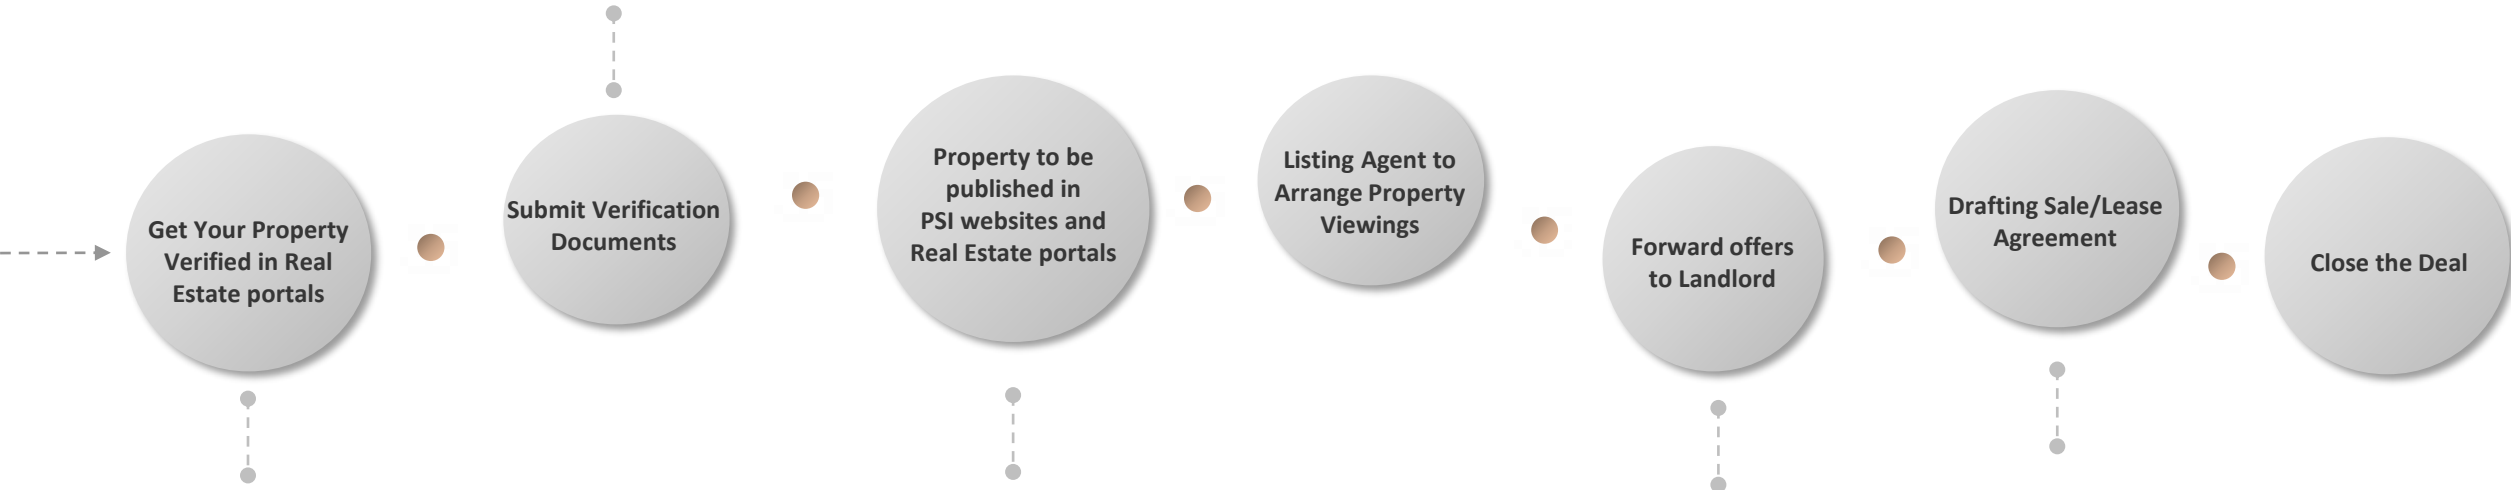 Get Your Property
Verified in Real
Estate portals
Submit Verification
Documents
Property to be
published in
PSI websites and
Real Estate portals
Listing Agent to
Arrange Property
Viewings
Forward offers
to Landlord
Drafting Sale/Lease
Agreement
Close the Deal